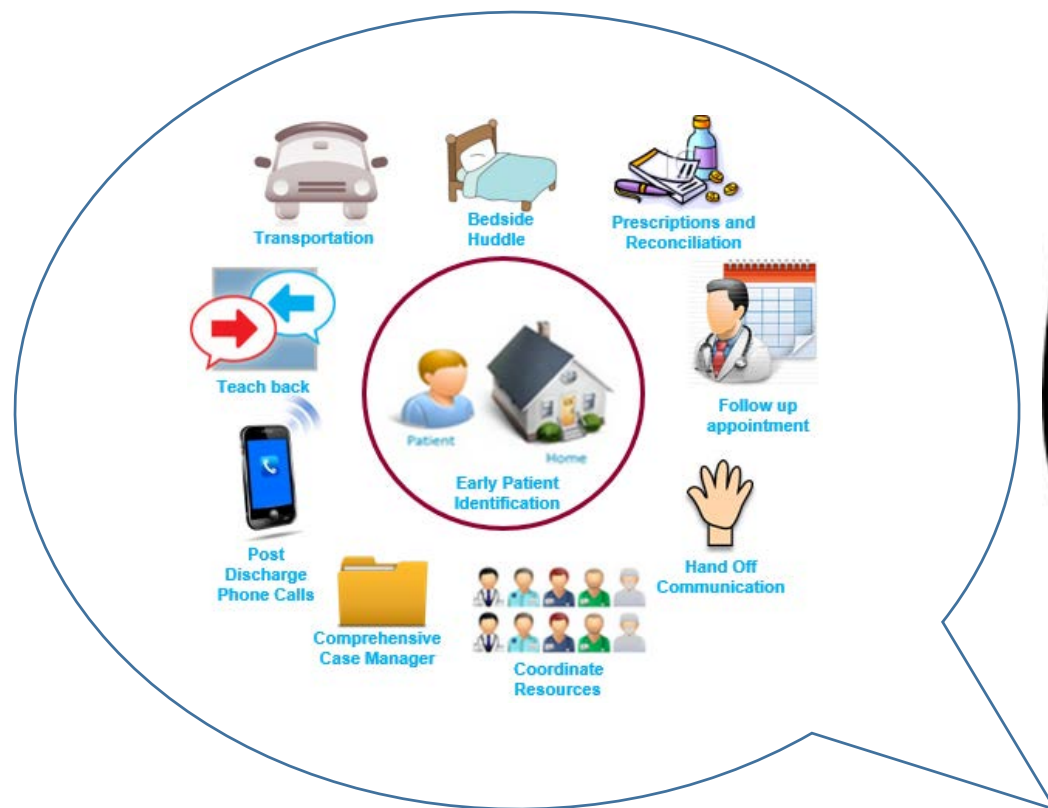 Transportation
Bedside
Huddle
Prescriptions and
Reconciliation
Teach back
Patient
Home
Early Patient
Identification
Follow up
appointment
Post
Discharge
Phone Calls
Hand Off
Communication
Comprehensive
Case Manager
Coordinate
Resources